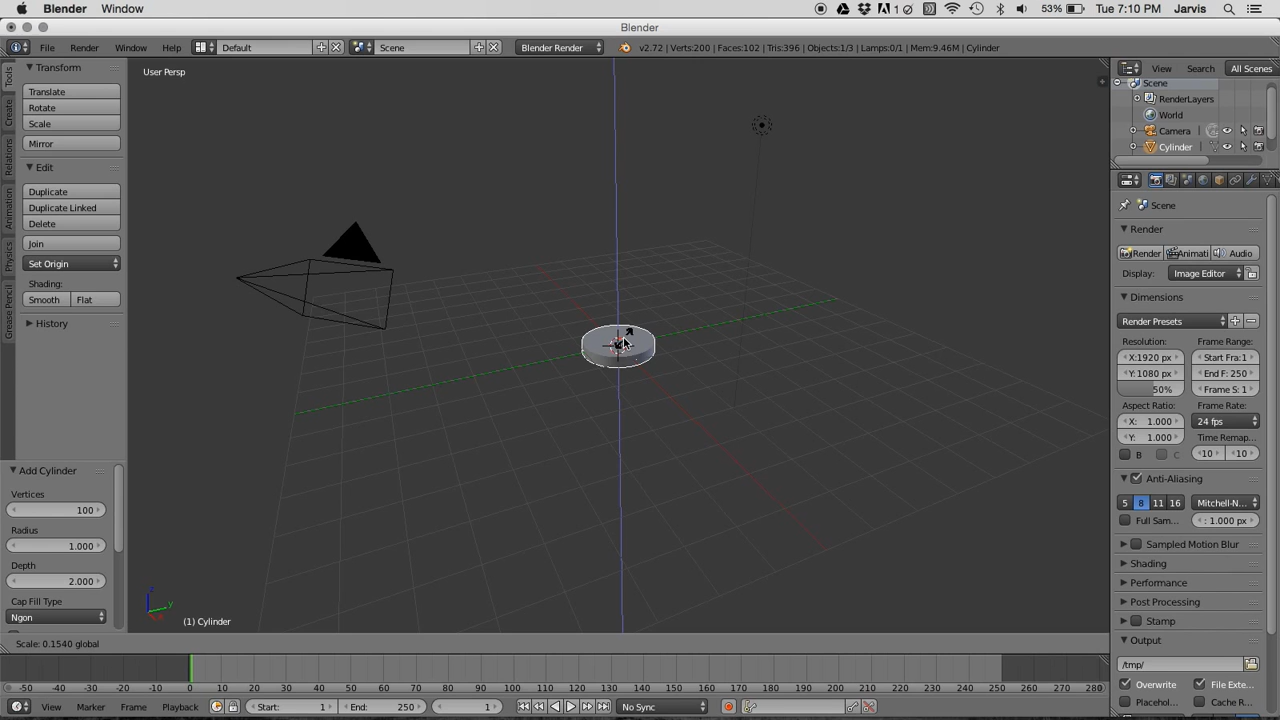 Blender Window 53% Tue 7:10 PM Jarvis
Blender
File Render Window Help Default Scene Blender Render v2.72 | Verts:200 | Faces:102 | Tris:396 | Objects:1/3 | Lamps:0/1 | Mem:9.46M | Cylinder
Tools
Create
Relations
Animation
Physics
Grease Pencil
Transform
Translate
Rotate
Scale
Mirror
Edit
Duplicate
Duplicate Linked
Delete
Join
Set Origin
Shading:
Smooth Flat
History
Add Cylinder
Vertices
100
Radius
1.000
Depth
2.000
Cap Fill Type
Ngon
User Persp
z
y
(1) Cylinder
Scale: 0.1540 global
View Search All Scenes
Scene
RenderLayers
World
Camera
Cylinder
Scene
Render
Render Animati Audio
Display: Image Editor
Dimensions
Render Presets
Resolution: Frame Range:
X:1920 px Start Fra:1
Y: 1080 px End F: 250
50% Frame S: 1
Aspect Ratio: Frame Rate:
X: 1.000 24 fps
Y: 1.000 Time Remap...
B C 10 10
Anti-Aliasing
5 8 11 16 Mitchell-N...
Full Sam... : 1.000 px
Sampled Motion Blur
Shading
Performance
Post Processing
Stamp
Output
/tmp/
Overwrite File Exte...
Placehol... Cache R...
-50 -40 -30 -20 -10 0 10 20 30 40 50 60 70 80 90 100 110 120 130 140 150 160 170 180 190 200 210 220 230 240 250 260 270 280
View Marker Frame Playback Start: 1 End: 250 1 No Sync